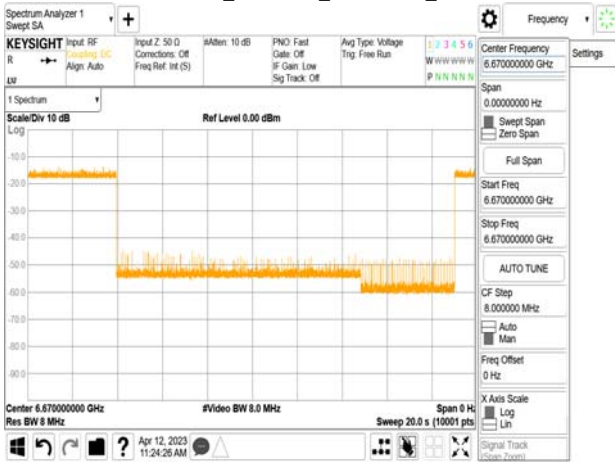 Spectrum Analyzer 1
Swept SA
+
Frequency
KEYSIGHT
R
Input: RF
Coupling: DC
Align: Auto
Input Z: 50 Ω
Corrections: Off
Freq Ref: Int (S)
#Atten: 10 dB
PNO: Fast
Gate: Off
IF Gain: Low
Sig Track: Off
Avg Type: Voltage
Trig: Free Run
1 2 3 4 5 6
W W W W W W
P N N N N N
Settings
1 Spectrum
Scale/Div 10 dB
Ref Level 0.00 dBm
Log
-10.0
-20.0
-30.0
-40.0
-50.0
-60.0
-70.0
-80.0
-90.0
Center 6.670000000 GHz
#Video BW 8.0 MHz
Span 0 Hz
Res BW 8 MHz
Sweep 20.0 s (10001 pts
Center Frequency
6.670000000 GHz
Span
0.00000000 Hz
Swept Span
Zero Span
Full Span
Start Freq
6.670000000 GHz
Stop Freq
6.670000000 GHz
AUTO TUNE
CF Step
8.000000 MHz
Auto
Man
Freq Offset
0 Hz
X Axis Scale
Log
Lin
Signal Track
(Span Zoom)
?
Apr 12, 2023
11:24:26 AM